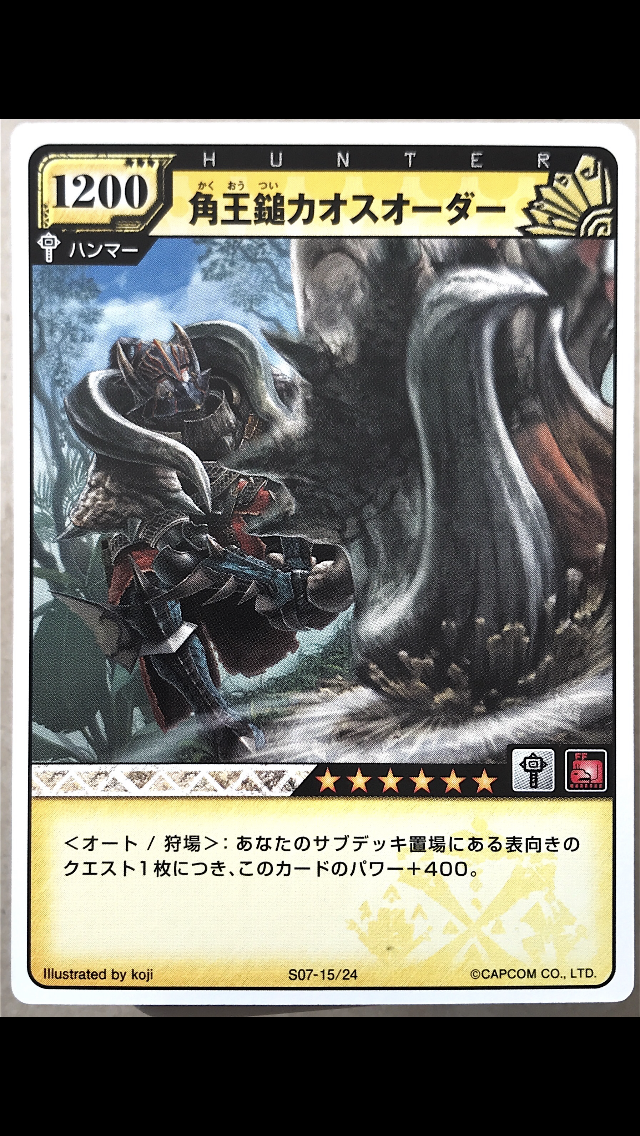 HUNTER
1200
かく おう つい
角王鎚カオスオーダー
ハンマー
★★★★★★
＜オート / 狩場＞：あなたのサブデッキ置場にある表向きの
クエスト1枚につき、このカードのパワー＋400。
Illustrated by koji
S07-15/24
©CAPCOM CO., LTD.